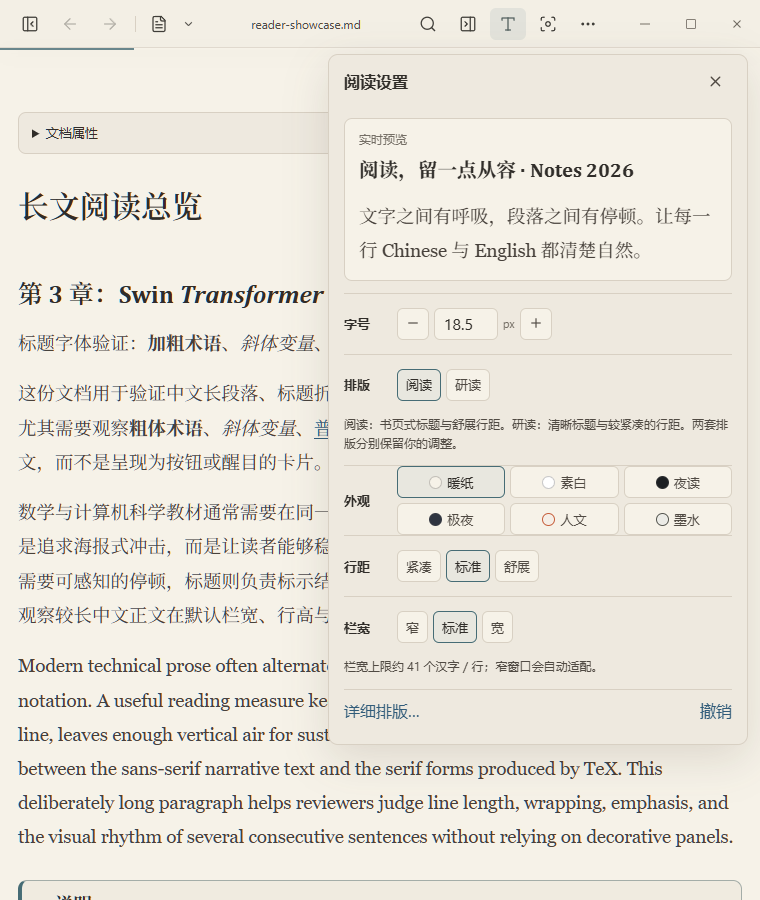 reader-showcase.md
阅读设置
文档属性
实时预览
阅读，留一点从容 · Notes 2026
文字之间有呼吸，段落之间有停顿。让每一
行 Chinese 与 English 都清楚自然。
字号
18.5
px
排版
阅读
研读
阅读：书页式标题与舒展行距。研读：清晰标题与较紧凑的行距。两套排
版分别保留你的调整。
外观
暖纸
素白
夜读
极夜
人文
墨水
行距
紧凑
标准
舒展
栏宽
窄
标准
宽
栏宽上限约 41 个汉字 / 行；窄窗口会自动适配。
详细排版...
撤销
长文阅读总览
第 3 章：Swin Transformer
标题字体验证：加粗术语、斜体变量、
这份文档用于验证中文长段落、标题折
尤其需要观察粗体术语、斜体变量、普
文，而不是呈现为按钮或醒目的卡片。
数学与计算机科学教材通常需要在同一
是追求海报式冲击，而是让读者能够稳
需要可感知的停顿，标题则负责标示结
观察较长中文正文在默认栏宽、行高与
Modern technical prose often alternate
notation. A useful reading measure ke
line, leaves enough vertical air for sust
between the sans-serif narrative text and the serif forms produced by TeX. This
deliberately long paragraph helps reviewers judge line length, wrapping, emphasis, and
the visual rhythm of several consecutive sentences without relying on decorative panels.